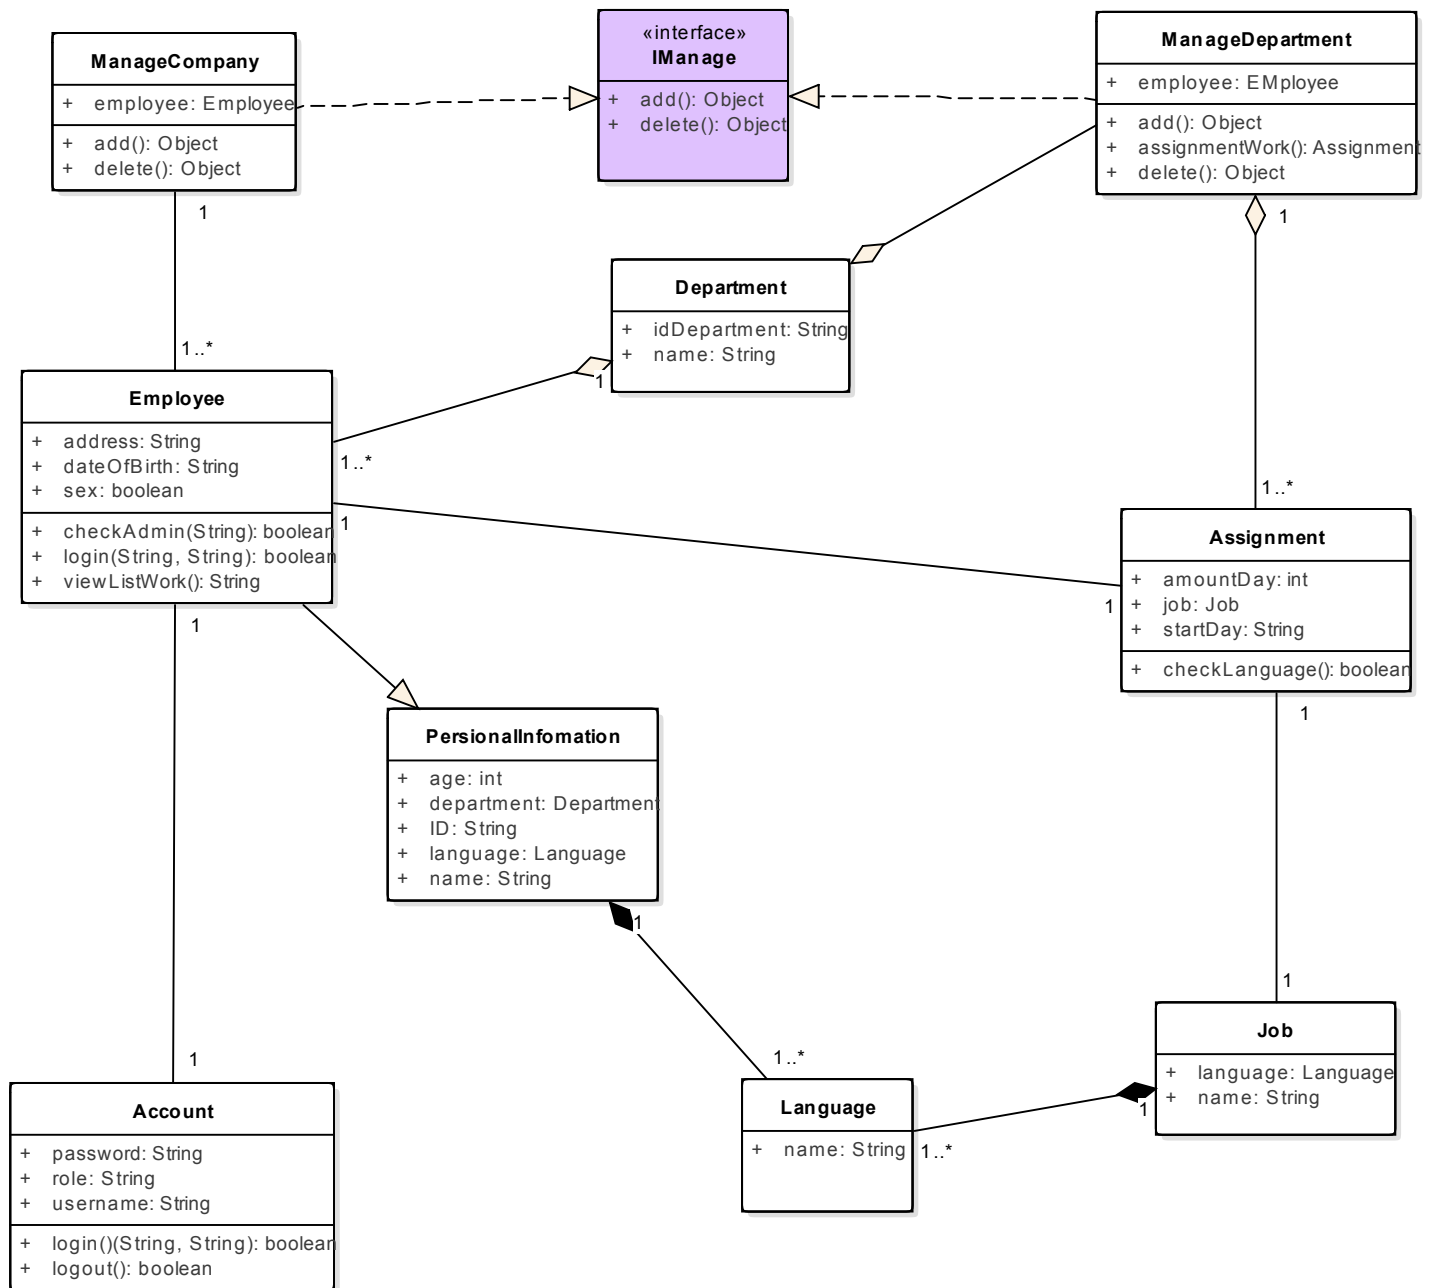 ManageCompany
+ employee: Employee
+ add(): Object
+ delete(): Object
«interface»
IManage
+ add(): Object
+ delete(): Object
ManageDepartment
+ employee: EMployee
+ add(): Object
+ assignmentWork(): Assignment
+ delete(): Object
1
1
Department
+ idDepartment: String
+ name: String
1..*
1
Employee
+ address: String
+ dateOfBirth: String
+ sex: boolean
+ checkAdmin(String): boolean
+ login(String, String): boolean
+ viewListWork(): String
1..*
1
1..*
Assignment
+ amountDay: int
+ job: Job
+ startDay: String
+ checkLanguage(): boolean
1
1
1
PersionalInfomation
+ age: int
+ department: Department
+ ID: String
+ language: Language
+ name: String
1
1..*
1
1
Account
+ password: String
+ role: String
+ username: String
+ login()(String, String): boolean
+ logout(): boolean
Language
+ name: String
1..*
1
Job
+ language: Language
+ name: String